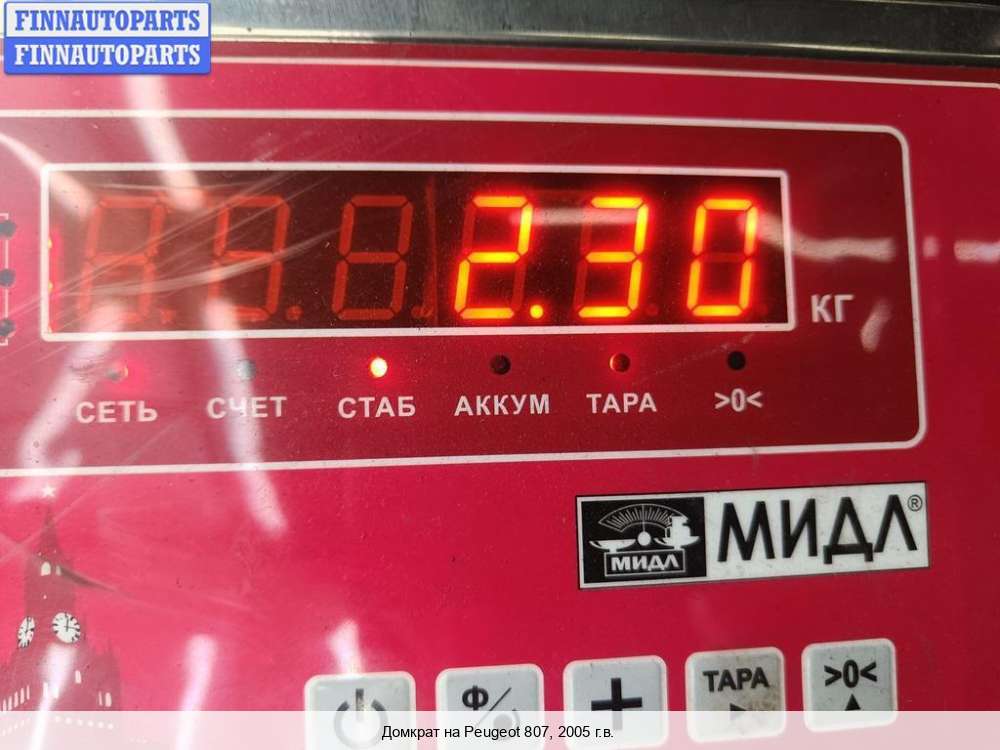 FINNAUTOPARTS
FINNAUTOPARTS
2.30
КГ
СЕТЬ СЧЕТ СТАБ АККУМ ТАРА >0<
МИДЛ МИДЛ®
Ф ТАРА >0<
Домкрат на Peugeot 807, 2005 г.в.